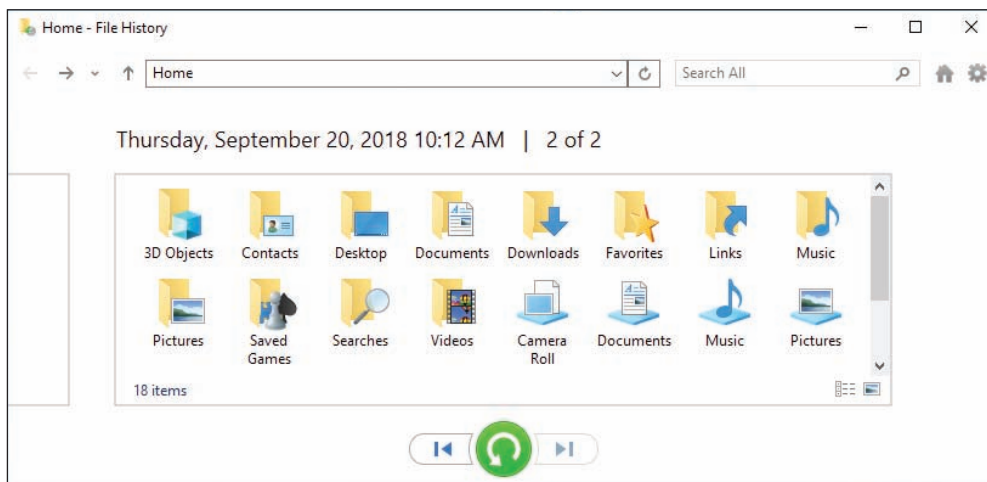 Home - File History
Home
Search All
Thursday, September 20, 2018 10:12 AM | 2 of 2
3D Objects Contacts Desktop Documents Downloads Favorites Links Music
Pictures Saved Games Searches Videos Camera Roll Documents Music Pictures
18 items